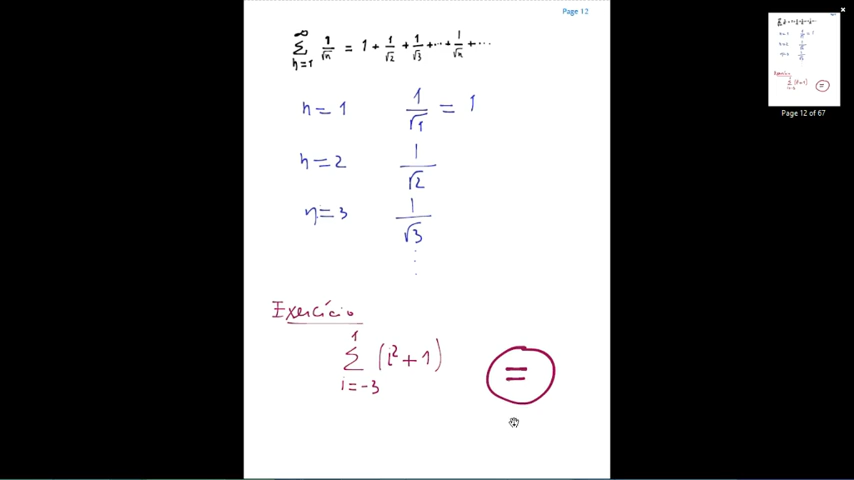 Page 12
∞
∑ 1/√n = 1 + 1/√2 + 1/√3 + ... + 1/√n + ...
n=1
n = 1 1/√1 = 1
n = 2 1/√2
n = 3 1/√3
⋮
Exercício
1
∑ (i² + 1) =
i = -3
Page 12 of 67